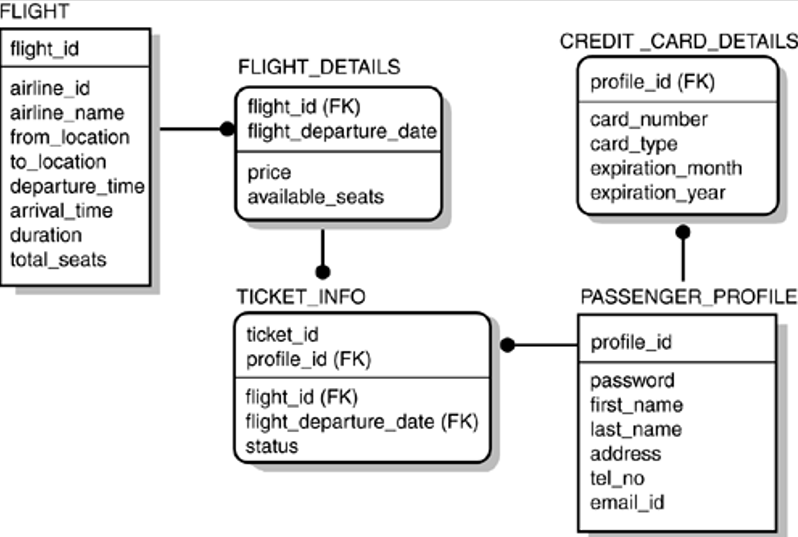 FLIGHT
flight_id
airline_id
airline_name
from_location
to_location
departure_time
arrival_time
duration
total_seats
FLIGHT_DETAILS
flight_id (FK)
flight_departure_date
price
available_seats
CREDIT _CARD_DETAILS
profile_id (FK)
card_number
card_type
expiration_month
expiration_year
TICKET_INFO
ticket_id
profile_id (FK)
flight_id (FK)
flight_departure_date (FK)
status
PASSENGER_PROFILE
profile_id
password
first_name
last_name
address
tel_no
email_id